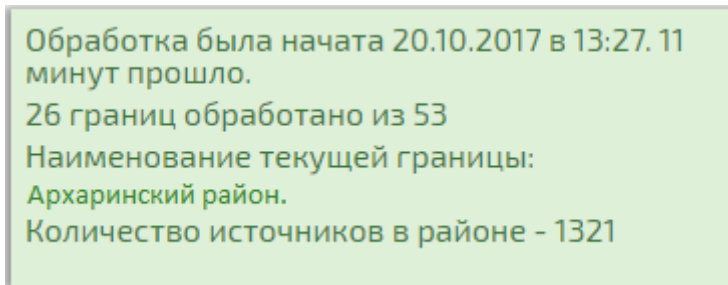 Обработка была начата 20.10.2017 в 13:27. 11
минут прошло.
26 границ обработано из 53
Наименование текущей границы:
Архаринский район.
Количество источников в районе - 1321